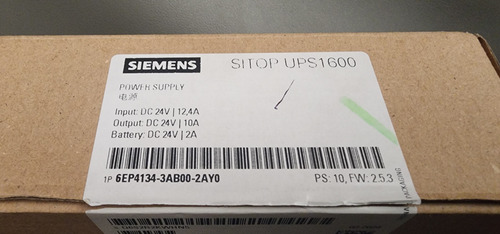 SIEMENS SITOP UPS1600
POWER SUPPLY
电源
Input: DC 24V | 12,4A
Output: DC 24V | 10A
Battery: DC 24V | 2A
1P 6EP4134-3AB00-2AY0 PS: 10, FW: 2.5.3
PACKAGING